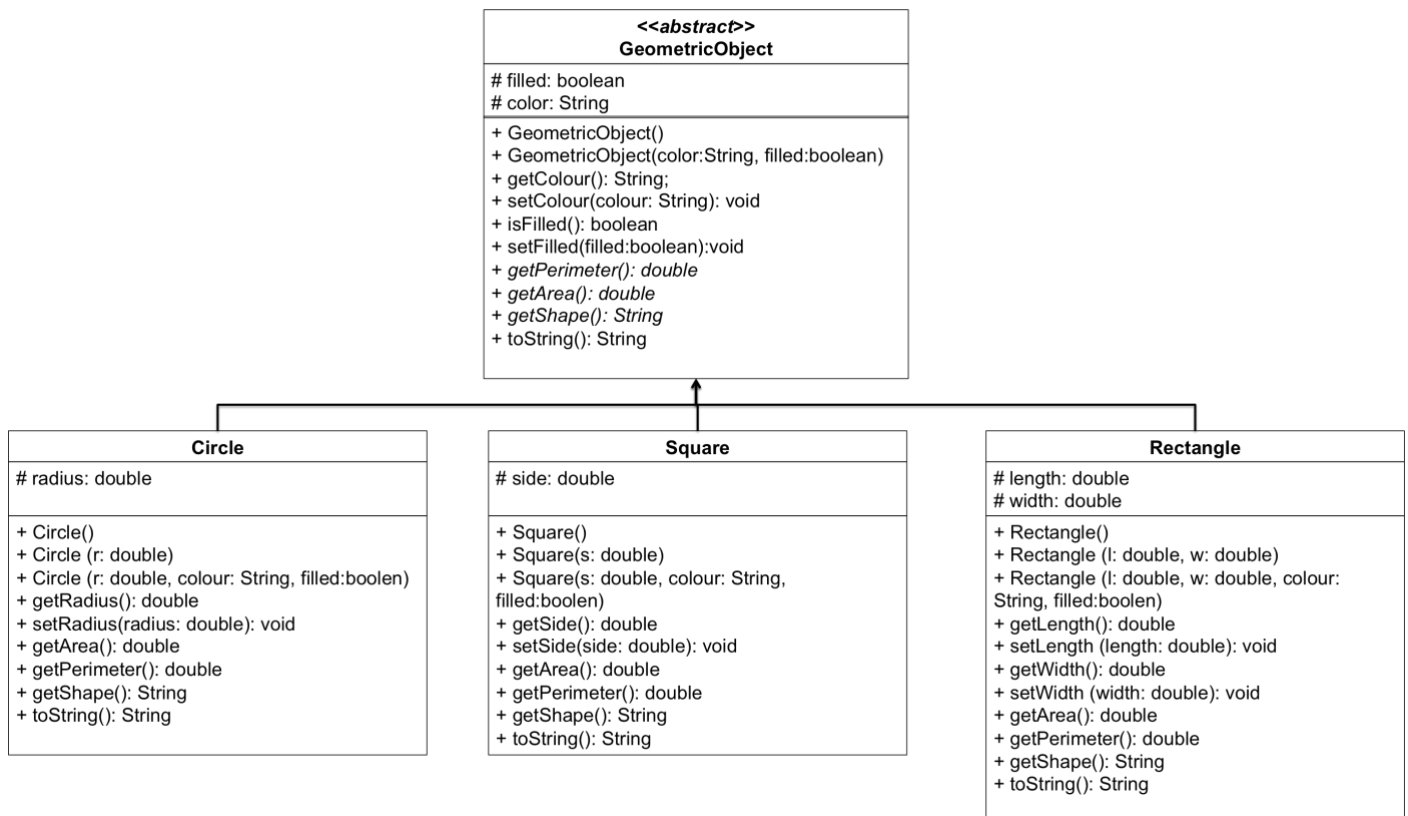 <<abstract>>
GeometricObject
# filled: boolean
# color: String
+ GeometricObject()
+ GeometricObject(color:String, filled:boolean)
+ getColour(): String;
+ setColour(colour: String): void
+ isFilled(): boolean
+ setFilled(filled:boolean):void
+ getPerimeter(): double
+ getArea(): double
+ getShape(): String
+ toString(): String
Circle
# radius: double
+ Circle()
+ Circle (r: double)
+ Circle (r: double, colour: String, filled:boolen)
+ getRadius(): double
+ setRadius(radius: double): void
+ getArea(): double
+ getPerimeter(): double
+ getShape(): String
+ toString(): String
Square
# side: double
+ Square()
+ Square(s: double)
+ Square(s: double, colour: String,
filled:boolen)
+ getSide(): double
+ setSide(side: double): void
+ getArea(): double
+ getPerimeter(): double
+ getShape(): String
+ toString(): String
Rectangle
# length: double
# width: double
+ Rectangle()
+ Rectangle (l: double, w: double)
+ Rectangle (l: double, w: double, colour:
String, filled:boolen)
+ getLength(): double
+ setLength (length: double): void
+ getWidth(): double
+ setWidth (width: double): void
+ getArea(): double
+ getPerimeter(): double
+ getShape(): String
+ toString(): String